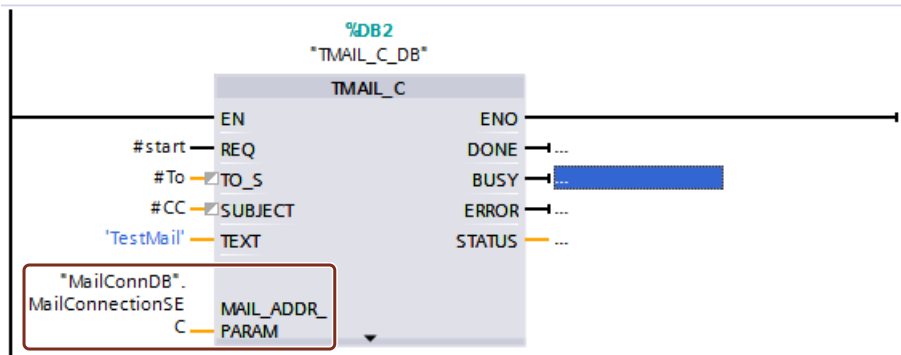 %DB2
"TMAIL_C_DB"
TMAIL_C
EN ENO
#start REQ DONE ...
#To TO_S BUSY ...
#CC SUBJECT ERROR ...
'TestMail' TEXT STATUS ...
"MailConnDB".
MailConnectionSE
C
MAIL_ADDR_
PARAM